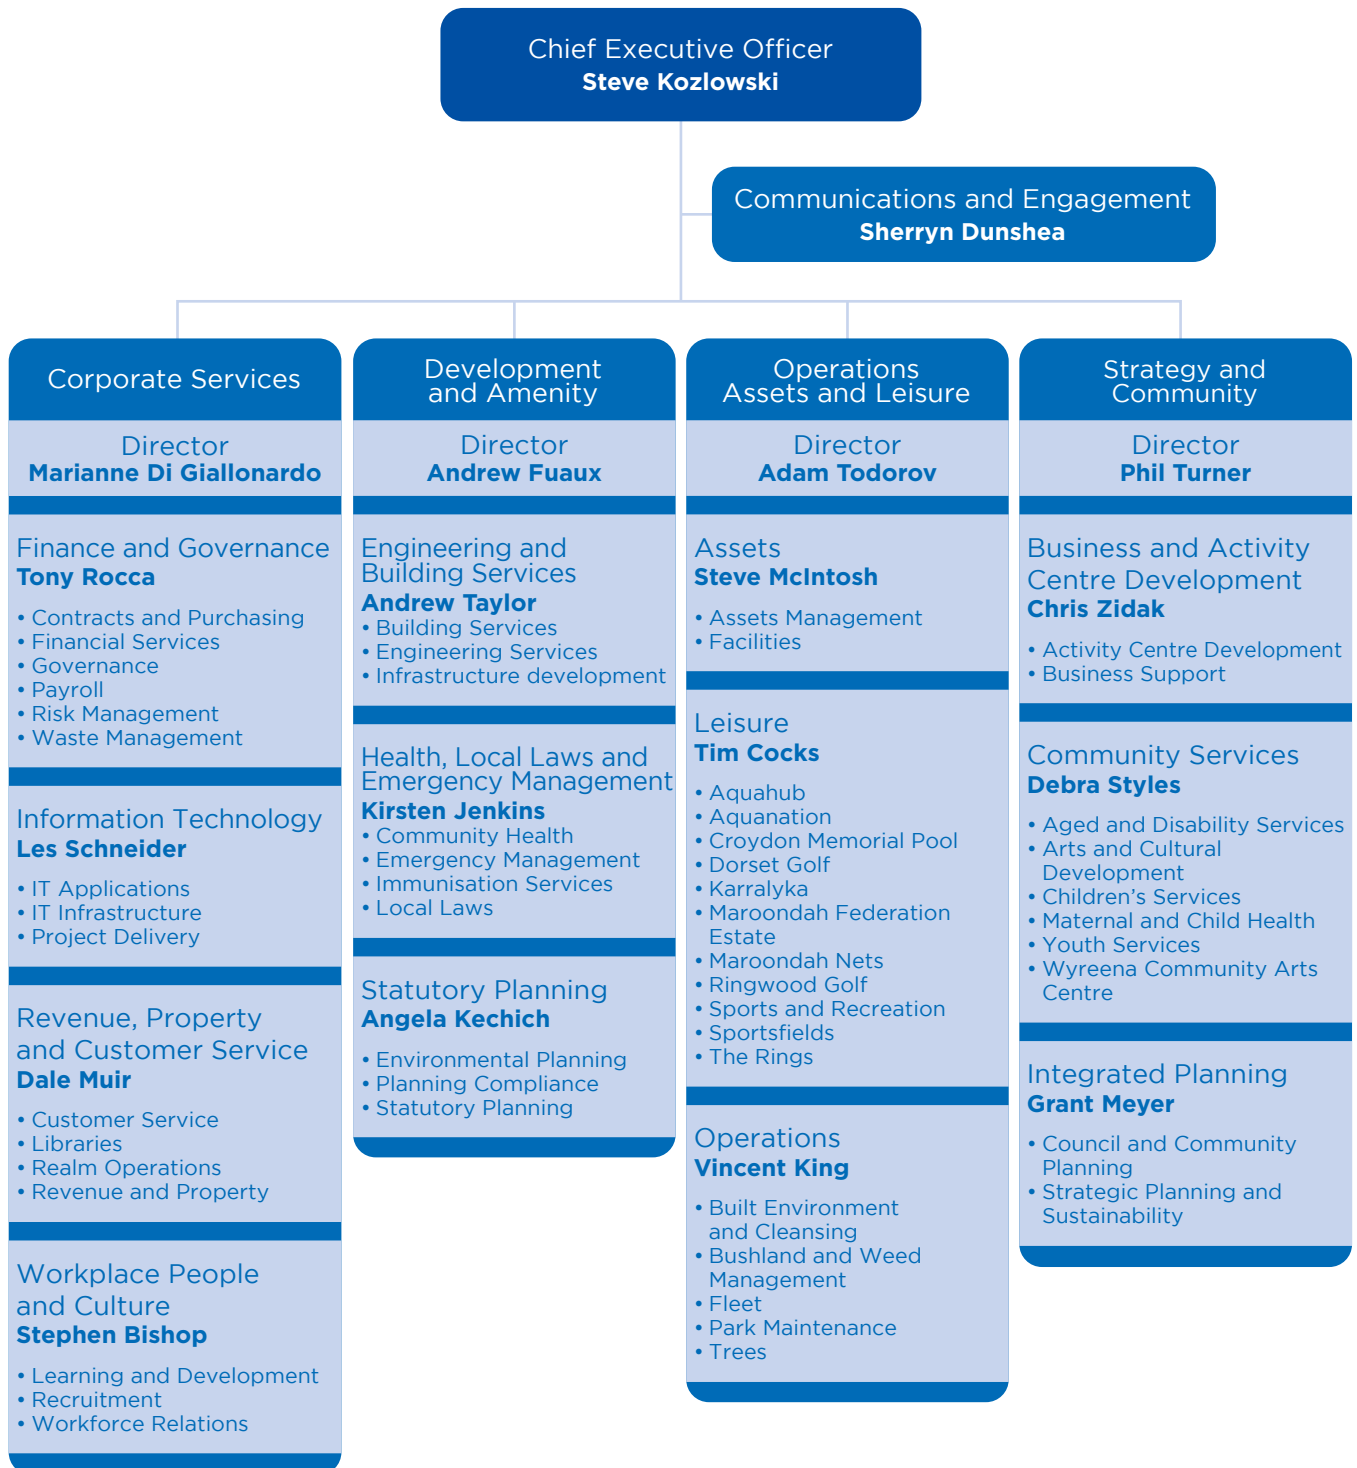 Chief Executive Officer
Steve Kozlowski
Communications and Engagement
Sherryn Dunshea
Corporate Services
Director
Marianne Di Giallonardo
Finance and Governance
Tony Rocca
• Contracts and Purchasing
• Financial Services
• Governance
• Payroll
• Risk Management
• Waste Management
Information Technology
Les Schneider
• IT Applications
• IT Infrastructure
• Project Delivery
Revenue, Property
and Customer Service
Dale Muir
• Customer Service
• Libraries
• Realm Operations
• Revenue and Property
Workplace People
and Culture
Stephen Bishop
• Learning and Development
• Recruitment
• Workforce Relations
Development
and Amenity
Director
Andrew Fuaux
Engineering and
Building Services
Andrew Taylor
• Building Services
• Engineering Services
• Infrastructure development
Health, Local Laws and
Emergency Management
Kirsten Jenkins
• Community Health
• Emergency Management
• Immunisation Services
• Local Laws
Statutory Planning
Angela Kechich
• Environmental Planning
• Planning Compliance
• Statutory Planning
Operations
Assets and Leisure
Director
Adam Todorov
Assets
Steve McIntosh
• Assets Management
• Facilities
Leisure
Tim Cocks
• Aquahub
• Aquanation
• Croydon Memorial Pool
• Dorset Golf
• Karralyka
• Maroondah Federation
Estate
• Maroondah Nets
• Ringwood Golf
• Sports and Recreation
• Sportsfields
• The Rings
Operations
Vincent King
• Built Environment
and Cleansing
• Bushland and Weed
Management
• Fleet
• Park Maintenance
• Trees
Strategy and
Community
Director
Phil Turner
Business and Activity
Centre Development
Chris Zidak
• Activity Centre Development
• Business Support
Community Services
Debra Styles
• Aged and Disability Services
• Arts and Cultural
Development
• Children’s Services
• Maternal and Child Health
• Youth Services
• Wyreena Community Arts
Centre
Integrated Planning
Grant Meyer
• Council and Community
Planning
• Strategic Planning and
Sustainability